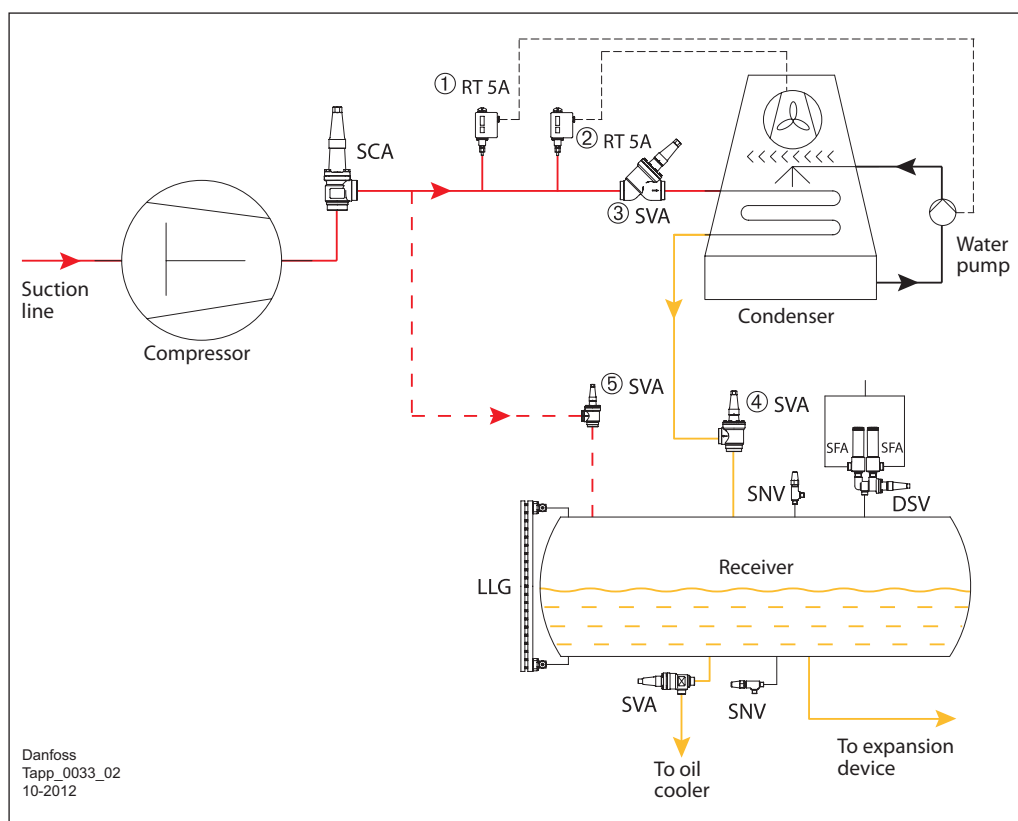 ① RT 5A
SCA
② RT 5A
③ SVA
Water
pump
Suction
line
Condenser
Compressor
⑤ SVA
④ SVA
SFA
SFA
SNV
DSV
Receiver
LLG
SVA
SNV
To oil
cooler
To expansion
device
Danfoss
Tapp_0033_02
10-2012